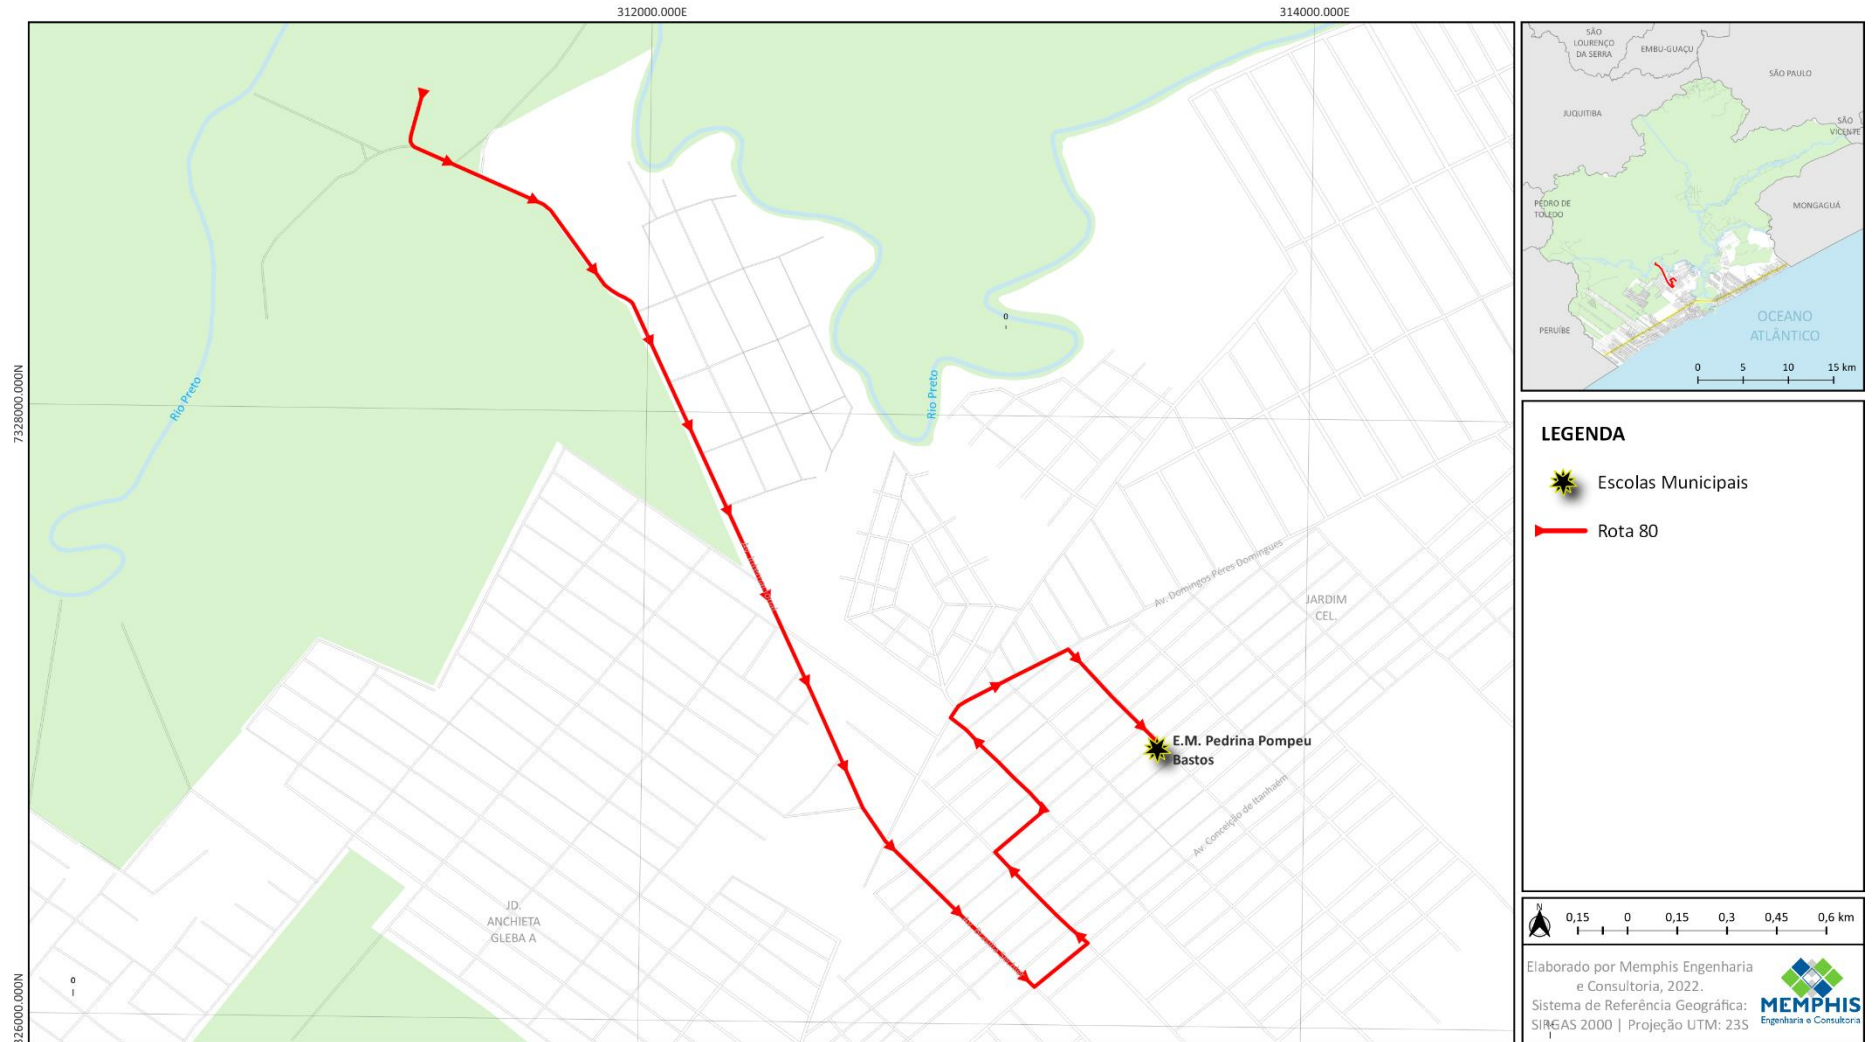 312000.000E
314000.000E
7328000.000N
Rio Preto
Rio Preto
0
Av. Domingos Péres Domingues
JARDIM
CEL.
E.M. Pedrina Pompeu
Bastos
Av. Conceição de Itanhaém
JD.
ANCHIETA
GLEBA A
0
SÃO
LOURENÇO
DA SERRA
EMBU-GUAÇU
SÃO PAULO
JUQUITIBA
SÃO
VICENTE
PEDRO DE
TOLEDO
MONGAGUÁ
PERUÍBE
OCEANO
ATLÂNTICO
0 5 10 15 km
LEGENDA
Escolas Municipais
Rota 80
N
0,15 0 0,15 0,3 0,45 0,6 km
Elaborado por Memphis Engenharia
e Consultoria, 2022.
Sistema de Referência Geográfica:
SIRGAS 2000 | Projeção UTM: 23S
MEMPHIS
Engenharia e Consultoria